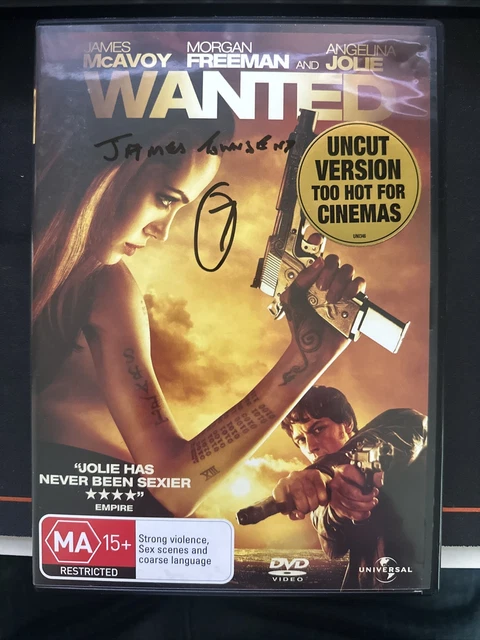 JAMES McAVOY
MORGAN FREEMAN
AND
ANGELINA JOLIE
WANTED
JAMES TOWNSEND
UNCUT
VERSION
TOO HOT FOR
CINEMAS
XIII
"JOLIE HAS
NEVER BEEN SEXIER
★★★★"
EMPIRE
MA 15+
RESTRICTED
Strong violence,
Sex scenes and
coarse language
DVD
VIDEO
UNIVERSAL